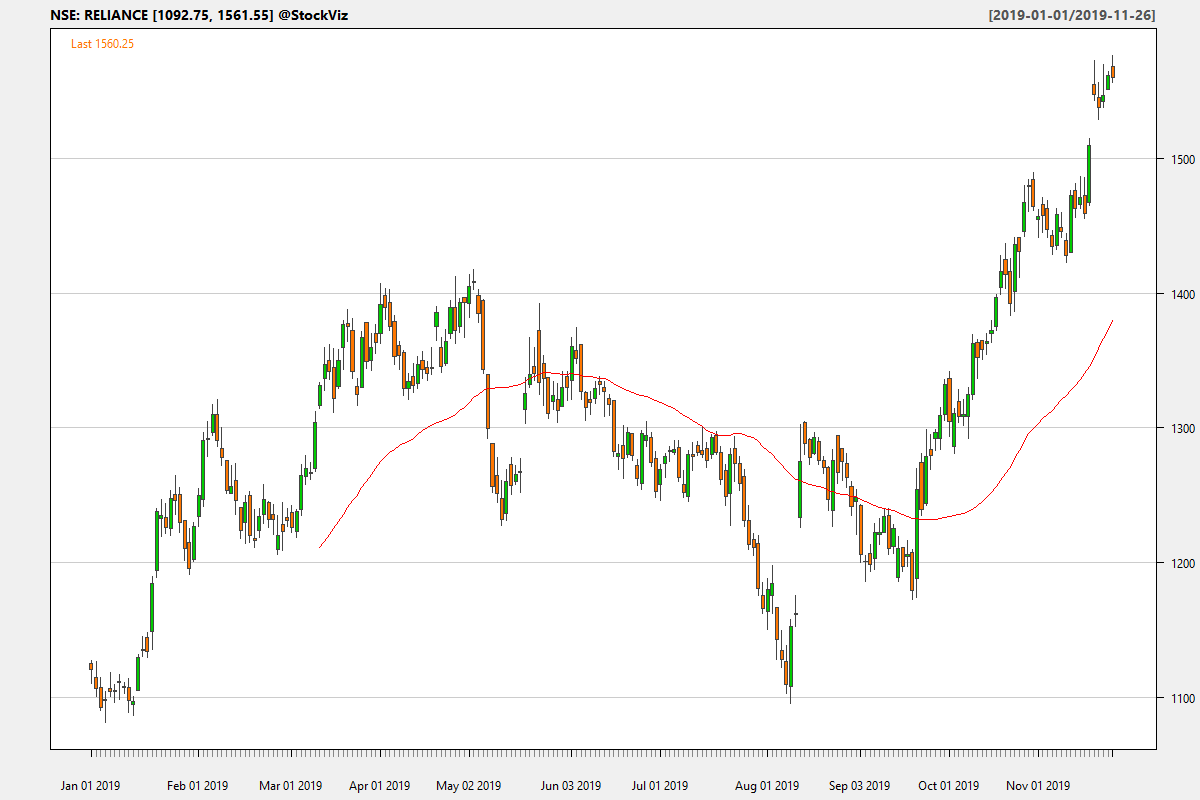 NSE: RELIANCE [1092.75, 1561.55] @StockViz [2019-01-01/2019-11-26]
Last 1560.25
1500
1400
1300
1200
1100
Jan 01 2019 Feb 01 2019 Mar 01 2019 Apr 01 2019 May 02 2019 Jun 03 2019 Jul 01 2019 Aug 01 2019 Sep 03 2019 Oct 01 2019 Nov 01 2019